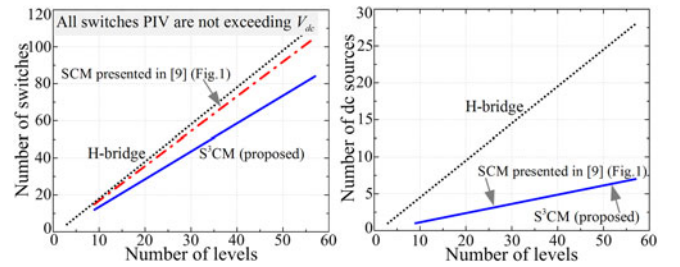 All switches PIV are not exceeding Vdc
120
100
80
60
40
20
0
0
10
20
30
40
50
60
Number of switches
Number of levels
SCM presented in [9] (Fig.1)
H-bridge
S³CM (proposed)
30
25
20
15
10
5
0
0
10
20
30
40
50
60
Number of dc sources
Number of levels
H-bridge
SCM presented in [9] (Fig.1)
S³CM (proposed)